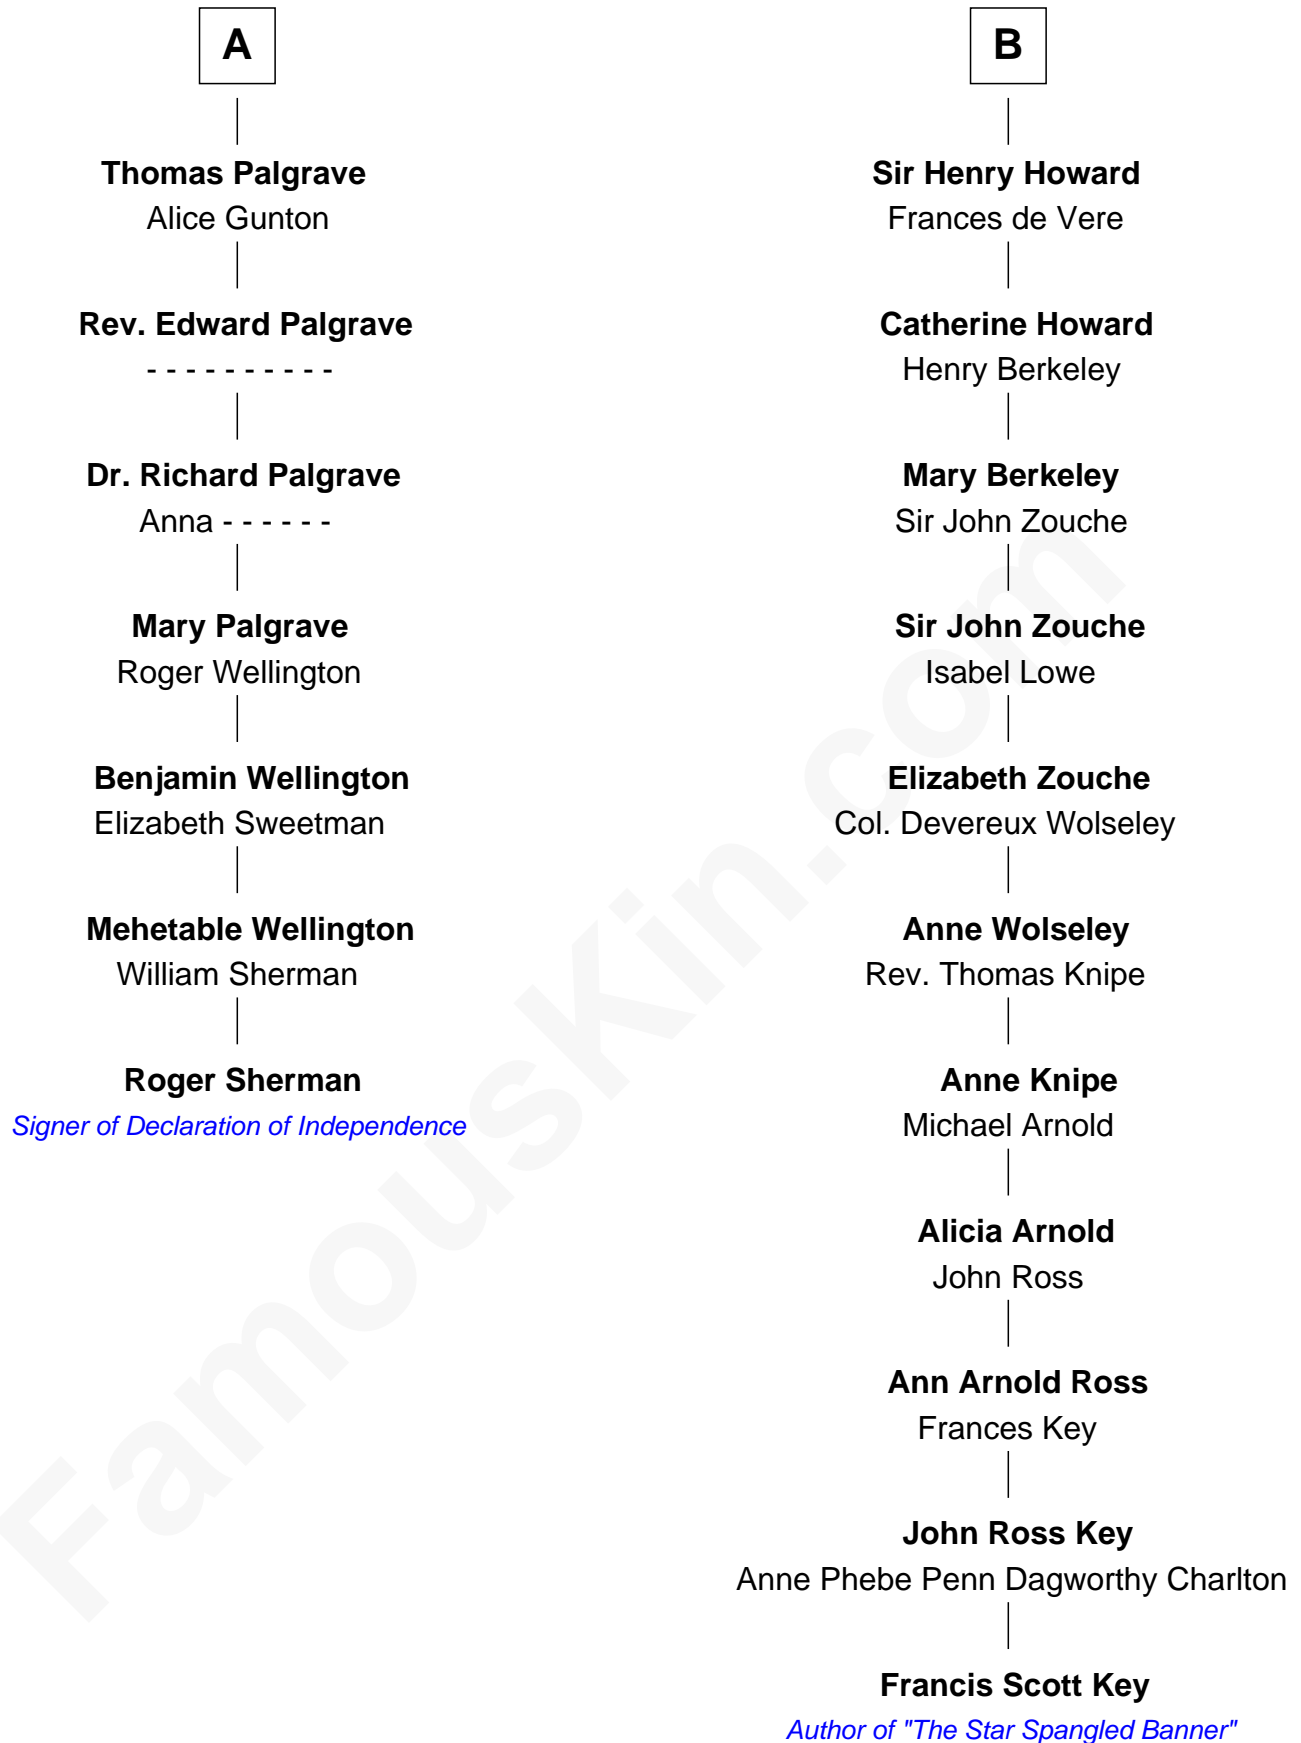 A
Thomas Palgrave
Alice Gunton
Rev. Edward Palgrave
- - - - - - - - - -
Dr. Richard Palgrave
Anna - - - - - -
Mary Palgrave
Roger Wellington
Benjamin Wellington
Elizabeth Sweetman
Mehetable Wellington
William Sherman
Roger Sherman
Signer of Declaration of Independence
B
Sir Henry Howard
Frances de Vere
Catherine Howard
Henry Berkeley
Mary Berkeley
Sir John Zouche
Sir John Zouche
Isabel Lowe
Elizabeth Zouche
Col. Devereux Wolseley
Anne Wolseley
Rev. Thomas Knipe
Anne Knipe
Michael Arnold
Alicia Arnold
John Ross
Ann Arnold Ross
Frances Key
John Ross Key
Anne Phebe Penn Dagworthy Charlton
Francis Scott Key
Author of "The Star Spangled Banner"
FamousKin.com